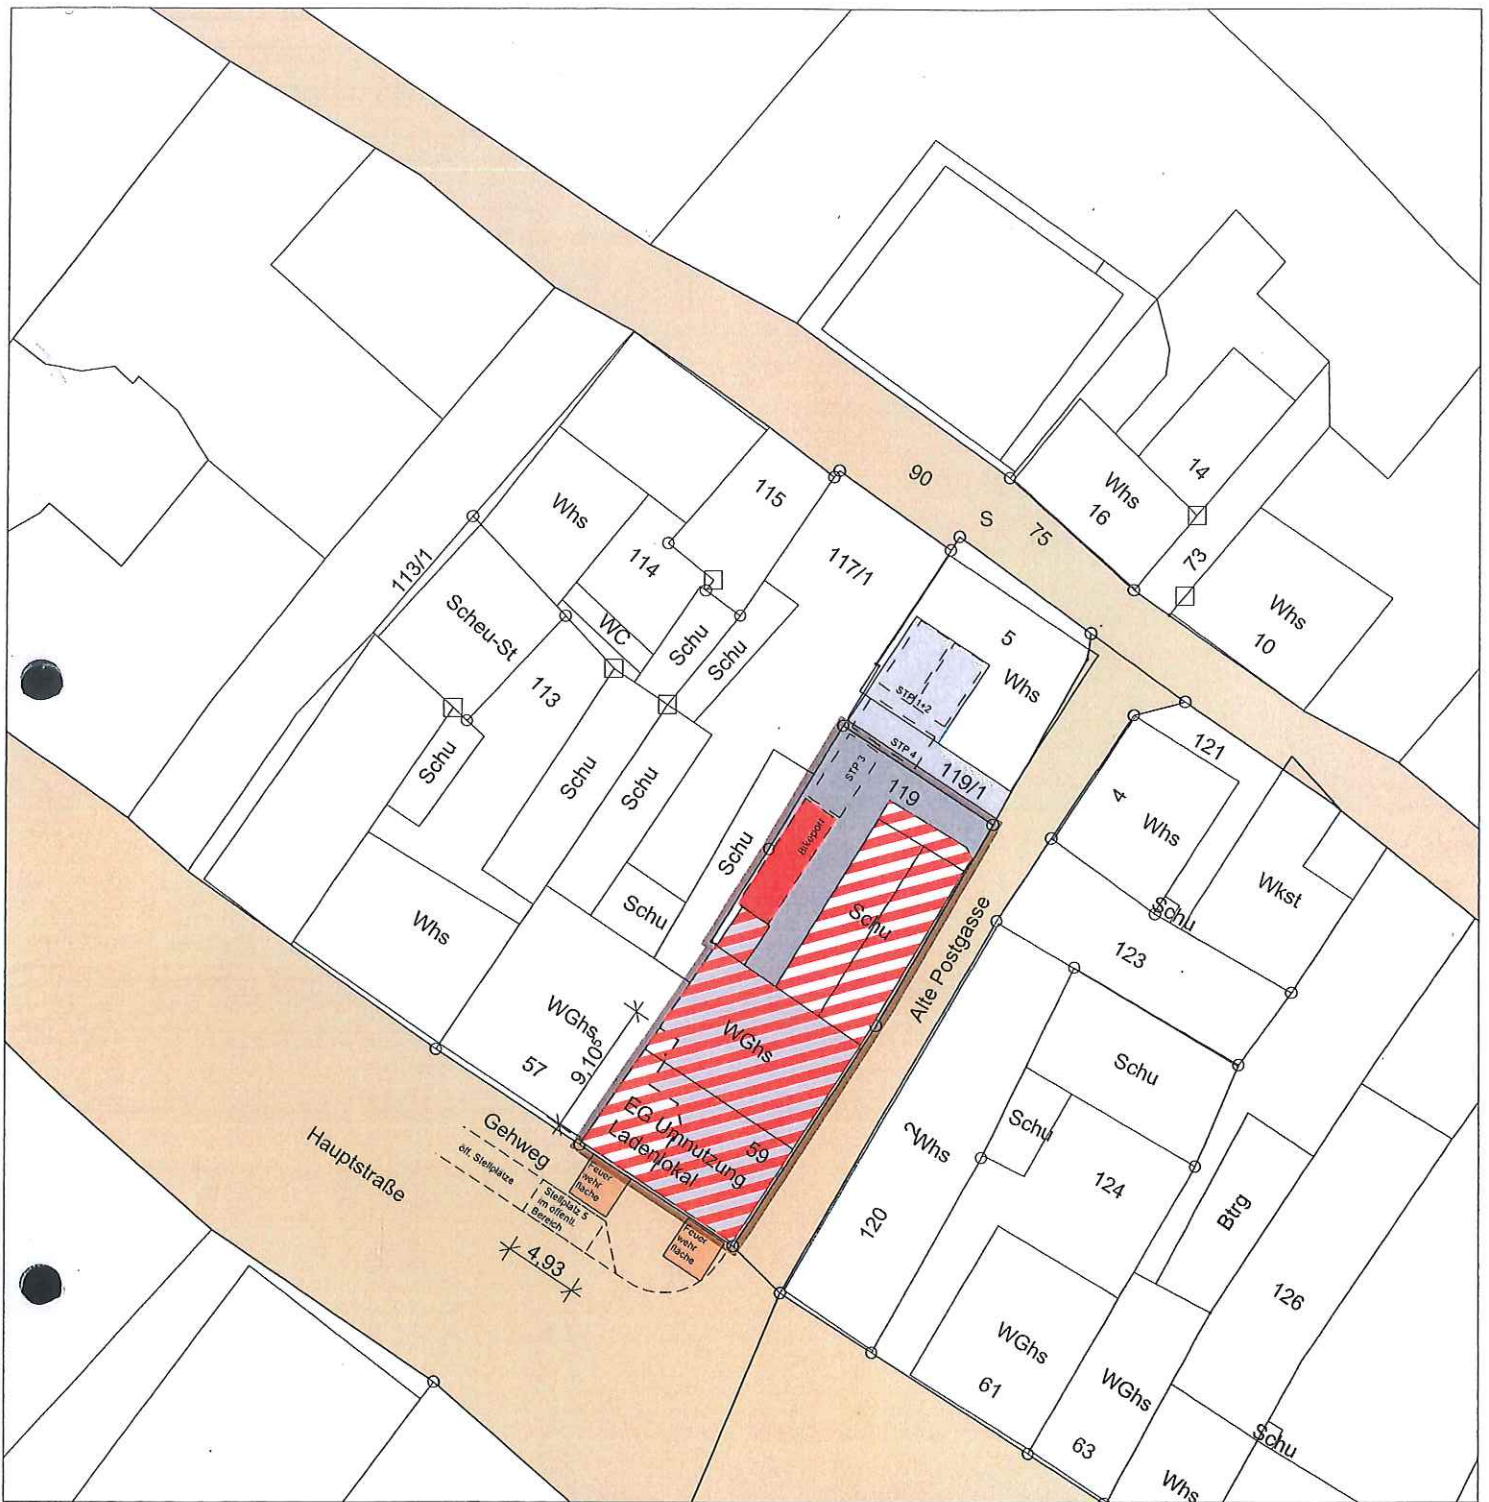 90
S
75
Whs
16
14
73
Whs
10
115
117/1
Whs
114
113/1
Scheu-St
WC
Schu
Schu
113
5
Whs
STP 1+2
STP 4
STP 3
119/1
119
Bikeport
121
4
Whs
Wkst
Schu
123
Schu
Schu
Schu
Schu
Schu
Whs
Schu
WGhs
57
9,10⁵
WGhs
Alte Postgasse
EG Umnutzung
Ladenlokal
59
Schu
Schu
2
Whs
120
124
Btrg
126
Gehweg
öff. Stellplätze
Hauptstraße
Stellplatz 5
im öffentl.
Bereich
4,93
Feuer
wehr
fläche
Feuer
wehr
fläche
WGhs
61
WGhs
63
Schu
Whs